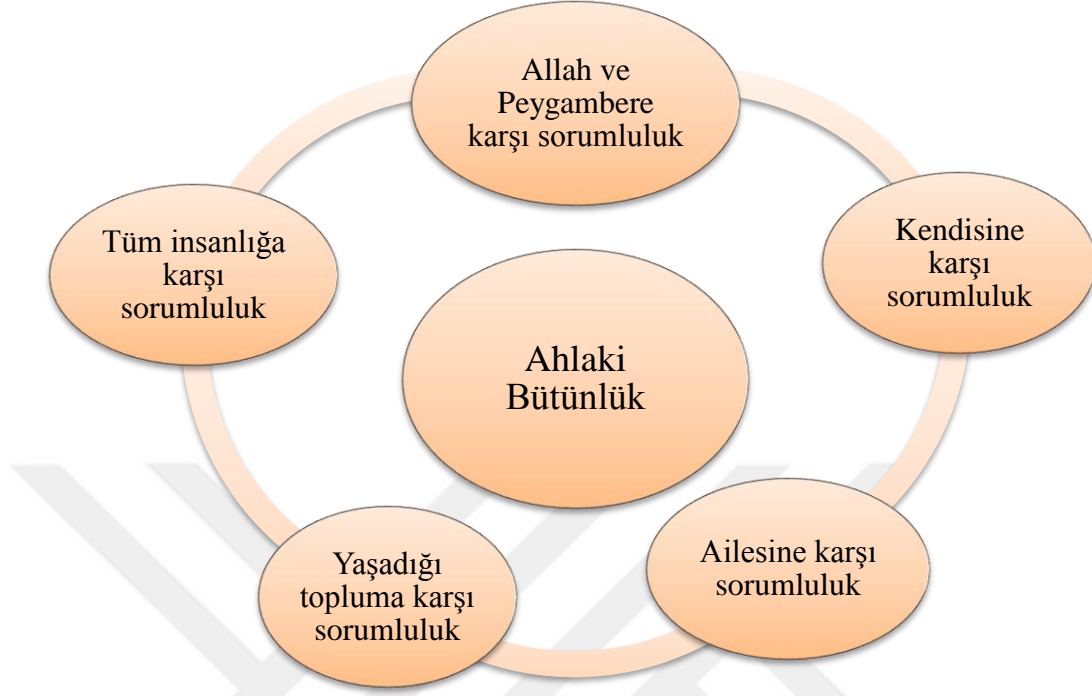 Allah ve
Peygambere
karşı sorumluluk
Kendisine
karşı
sorumluluk
Ailesine karşı
sorumluluk
Yaşadığı
topluma karşı
sorumluluk
Tüm insanlığa
karşı
sorumluluk
Ahlaki
Bütünlük